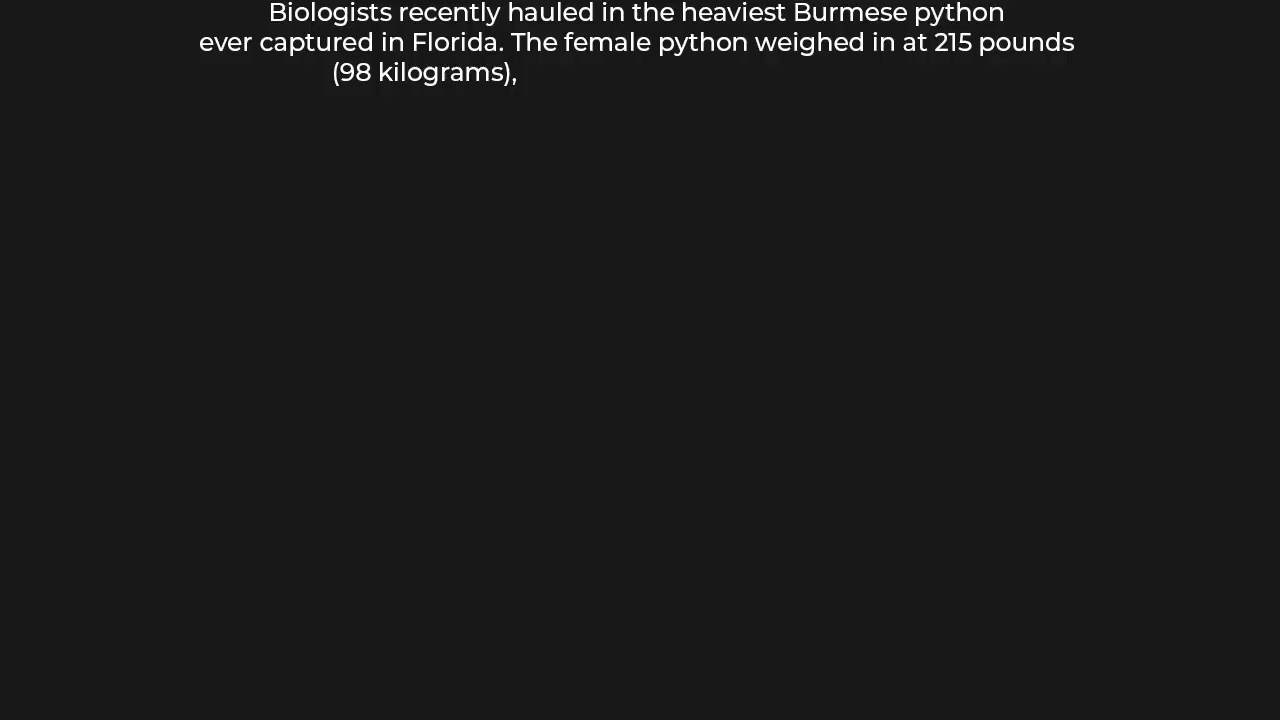 Biologists recently hauled in the heaviest Burmese python
ever captured in Florida. The female python weighed in at 215 pounds
(98 kilograms),